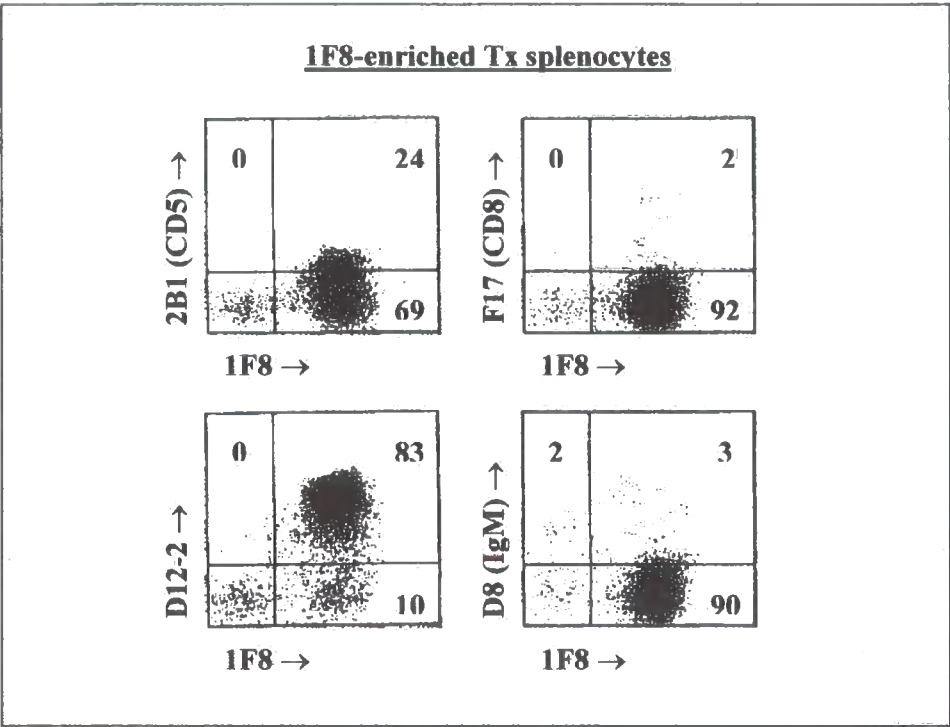 1F8-enriched Tx splenocytes
2B1 (CD5) →
0 24
69
1F8 →
F17 (CD8) →
0 2
92
1F8 →
D12-2 →
0 83
10
1F8 →
D8 (IgM) →
2 3
90
1F8 →